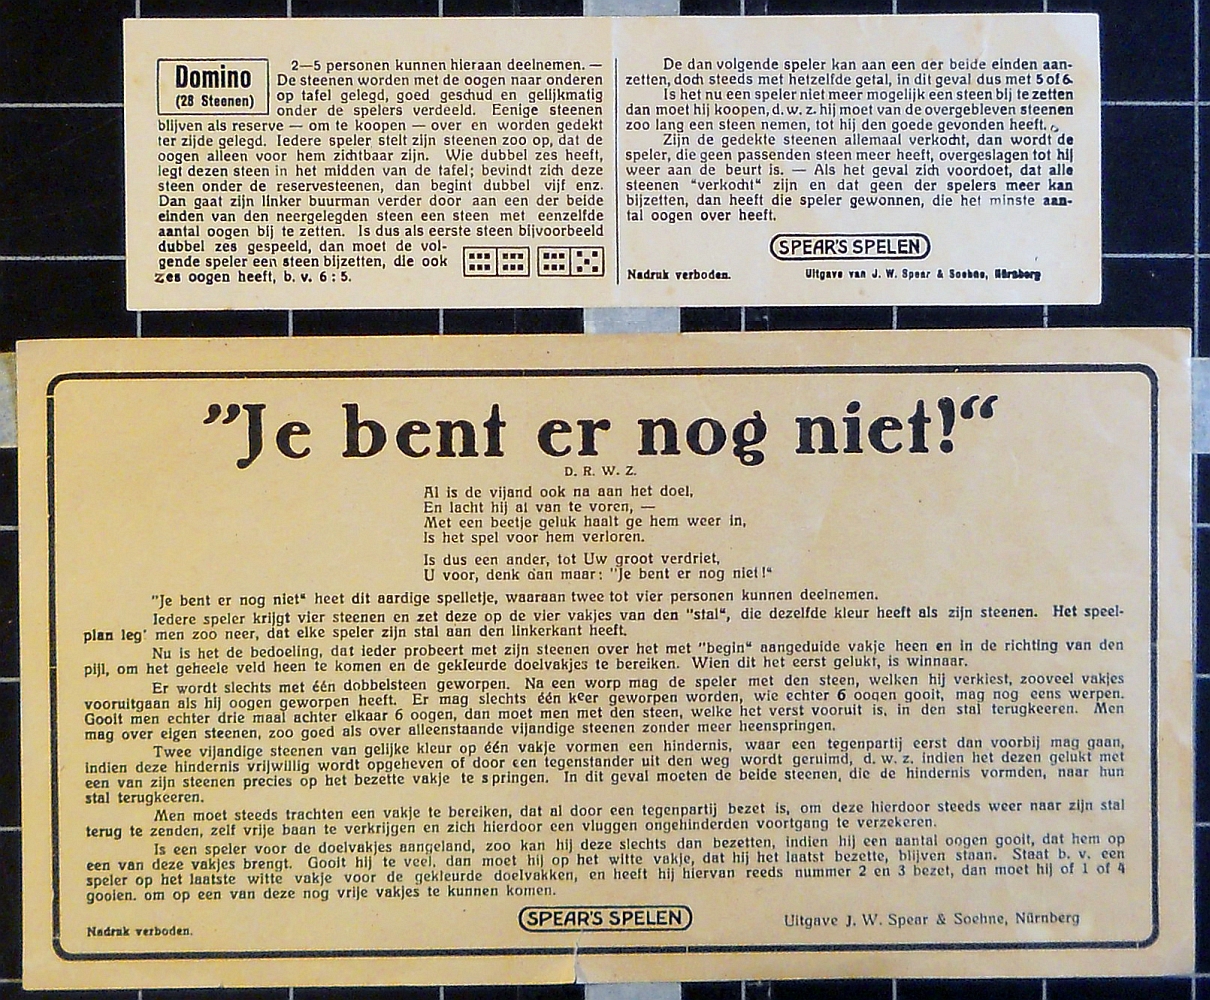 Domino
(28 Steenen)
2—5 personen kunnen hieraan deelnemen. —
De steenen worden met de oogen naar onderen
op tafel gelegd, goed geschud en gelijkmatig
onder de spelers verdeeld. Eenige steenen
blijven als reserve — om te koopen — over en worden gedekt
ter zijde gelegd. Iedere speler stelt zijn steenen zoo op, dat de
oogen alleen voor hem zichtbaar zijn. Wie dubbel zes heeft,
legt dezen steen in het midden van de tafel; bevindt zich deze
steen onder de reservesteenen, dan begint dubbel vijf enz.
Dan gaat zijn linker buurman verder door aan een der beide
einden van den neergelegden steen een steen met eenzelfde
aantal oogen bij te zetten. Is dus als eerste steen bijvoorbeeld
dubbel zes gespeeld, dan moet de vol-
gende speler een steen bijzetten, die ook
zes oogen heeft, b. v. 6 : 5.
De dan volgende speler kan aan een der beide einden aan-
zetten, doch steeds met hetzelfde getal, in dit geval dus met 5 of 6.
Is het nu een speler niet meer mogelijk een steen bij te zetten
dan moet hij koopen, d. w. z. hij moet van de overgebleven steenen
zoo lang een steen nemen, tot hij den goede gevonden heeft.
Zijn de gedekte steenen allemaal verkocht, dan wordt de
speler, die geen passenden steen meer heeft, overgeslagen tot hij
weer aan de beurt is. — Als het geval zich voordoet, dat alle
steenen "verkocht“ zijn en dat geen der spelers meer kan
bijzetten, dan heeft die speler gewonnen, die het minste aan-
tal oogen over heeft.
SPEAR'S SPELEN
Nadruk verboden. Uitgave van J. W. Spear & Soehne, Nürnberg
”Je bent er nog niet!“
D. R. W. Z.
Al is de vijand ook na aan het doel,
En lacht hij al van te voren, —
Met een beetje geluk haalt ge hem weer in,
Is het spel voor hem verloren.
Is dus een ander, tot Uw groot verdriet,
U voor, denk dan maar: "Je bent er nog niet!“
"Je bent er nog niet“ heet dit aardige spelletje, waaraan twee tot vier personen kunnen deelnemen.
Iedere speler krijgt vier steenen en zet deze op de vier vakjes van den "stal“, die dezelfde kleur heeft als zijn steenen. Het speel-
plan leg' men zoo neer, dat elke speler zijn stal aan den linkerkant heeft.
Nu is het de bedoeling, dat ieder probeert met zijn steenen over het met "begin“ aangeduide vakje heen en in de richting van den
pijl, om het geheele veld heen te komen en de gekleurde doelvakjes te bereiken. Wien dit het eerst gelukt, is winnaar.
Er wordt slechts met één dobbelsteen geworpen. Na een worp mag de speler met den steen, welken hij verkiest, zooveel vakjes
vooruitgaan als hij oogen geworpen heeft. Er mag slechts één keer geworpen worden, wie echter 6 oogen gooit, mag nog eens werpen.
Gooit men echter drie maal achter elkaar 6 oogen, dan moet men met den steen, welke het verst vooruit is, in den stal terugkeeren. Men
mag over eigen steenen, zoo goed als over alleenstaande vijandige steenen zonder meer heenspringen.
Twee vijandige steenen van gelijke kleur op één vakje vormen een hindernis, waar een tegenpartij eerst dan voorbij mag gaan,
indien deze hindernis vrijwillig wordt opgeheven of door een tegenstander uit den weg wordt geruimd, d. w. z. indien het dezen gelukt met
een van zijn steenen precies op het bezette vakje te springen. In dit geval moeten de beide steenen, die de hindernis vormden, naar hun
stal terugkeeren.
Men moet steeds trachten een vakje te bereiken, dat al door een tegenpartij bezet is, om deze hierdoor steeds weer naar zijn stal
terug te zenden, zelf vrije baan te verkrijgen en zich hierdoor een vluggen ongehinderden voortgang te verzekeren.
Is een speler voor de doelvakjes aangeland, zoo kan hij deze slechts dan bezetten, indien hij een aantal oogen gooit, dat hem op
een van deze vakjes brengt. Gooit hij te veel, dan moet hij op het witte vakje, dat hij het laatst bezette, blijven staan. Staat b. v. een
speler op het laatste witte vakje voor de gekleurde doelvakken, en heeft hij hiervan reeds nummer 2 en 3 bezet, dan moet hij of 1 of 4
gooien. om op een van deze nog vrije vakjes te kunnen komen.
SPEAR'S SPELEN
Nadruk verboden. Uitgave J. W. Spear & Soehne, Nürnberg